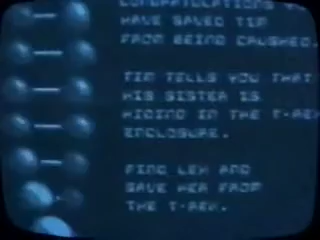 CONGRATULATIONS
HAVE SAVED TIM
FROM BEING CRUSHED.
TIM TELLS YOU THAT
HIS SISTER IS
HIDING IN THE T-REX
ENCLOSURE.
FIND LEX AND
SAVE HER FROM
THE T-REX.